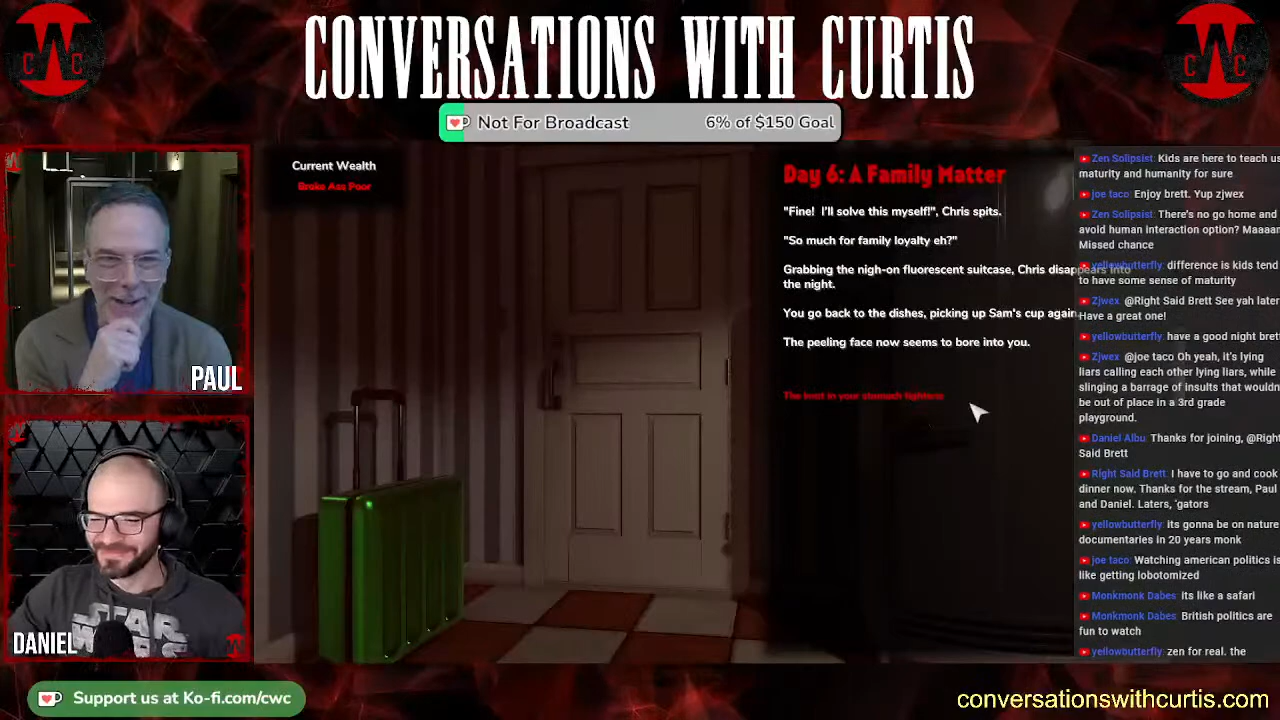 CONVERSATIONS WITH CURTIS
W
C C
W
C C
Not For Broadcast 6% of $150 Goal
PAUL
DANIEL
STAR
WARS
Current Wealth
Broke Ass Poor
Day 6: A Family Matter
"Fine! I'll solve this myself!", Chris spits.
"So much for family loyalty eh?"
Grabbing the nigh-on fluorescent suitcase, Chris disappears into
the night.
You go back to the dishes, picking up Sam's cup again
The peeling face now seems to bore into you.
The knot in your stomach tightens
Zen Solipsist: Kids are here to teach us
maturity and humanity for sure
joe taco: Enjoy brett. Yup zjwex
Zen Solipsist: There's no go home and
avoid human interaction option? Maaaan
Missed chance
yellowbutterfly: difference is kids tend
to have some sense of maturity
Zjwex @Right Said Brett See yah later
Have a great one!
yellowbutterfly: have a good night brett
Zjwex @joe taco Oh yeah, it's lying
liars calling each other lying liars, while
slinging a barrage of insults that wouldn
be out of place in a 3rd grade
playground.
Daniel Albu: Thanks for joining, @Right
Said Brett
Right Said Brett: I have to go and cook
dinner now. Thanks for the stream, Paul
and Daniel. Laters, 'gators
yellowbutterfly: its gonna be on nature
documentaries in 20 years monk
joe taco: Watching american politics is
like getting lobotomized
Monkmonk Dabes: Its like a safari
Monkmonk Dabes: British politics are
fun to watch
yellowbutterfly: zen for real. the
Support us at Ko-fi.com/cwc
conversationswithcurtis.com